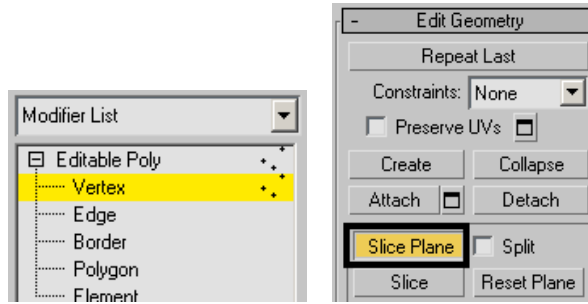 Modifier List
Editable Poly
Vertex
Edge
Border
Polygon
Element
- Edit Geometry
Repeat Last
Constraints: None
Preserve UVs
Create Collapse
Attach Detach
Slice Plane Split
Slice Reset Plane